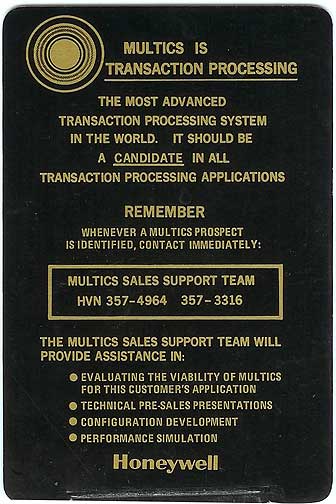 MULTICS IS
TRANSACTION PROCESSING
THE MOST ADVANCED
TRANSACTION PROCESSING SYSTEM
IN THE WORLD. IT SHOULD BE
A CANDIDATE IN ALL
TRANSACTION PROCESSING APPLICATIONS
REMEMBER
WHENEVER A MULTICS PROSPECT
IS IDENTIFIED, CONTACT IMMEDIATELY:
MULTICS SALES SUPPORT TEAM
HVN 357-4964 357-3316
THE MULTICS SALES SUPPORT TEAM WILL
PROVIDE ASSISTANCE IN:
● EVALUATING THE VIABILITY OF MULTICS
FOR THIS CUSTOMER'S APPLICATION
● TECHNICAL PRE-SALES PRESENTATIONS
● CONFIGURATION DEVELOPMENT
● PERFORMANCE SIMULATION
Honeywell